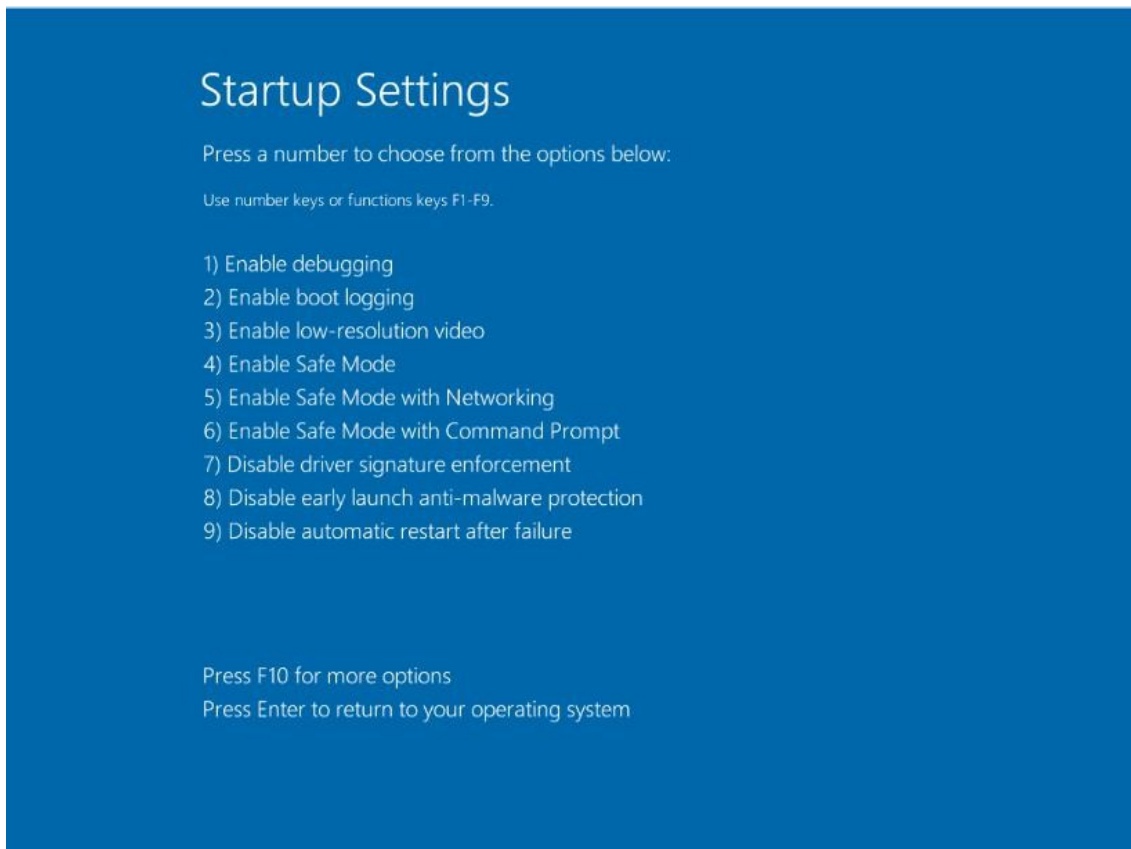 Startup Settings
Press a number to choose from the options below:
Use number keys or functions keys F1-F9.
1) Enable debugging
2) Enable boot logging
3) Enable low-resolution video
4) Enable Safe Mode
5) Enable Safe Mode with Networking
6) Enable Safe Mode with Command Prompt
7) Disable driver signature enforcement
8) Disable early launch anti-malware protection
9) Disable automatic restart after failure
Press F10 for more options
Press Enter to return to your operating system